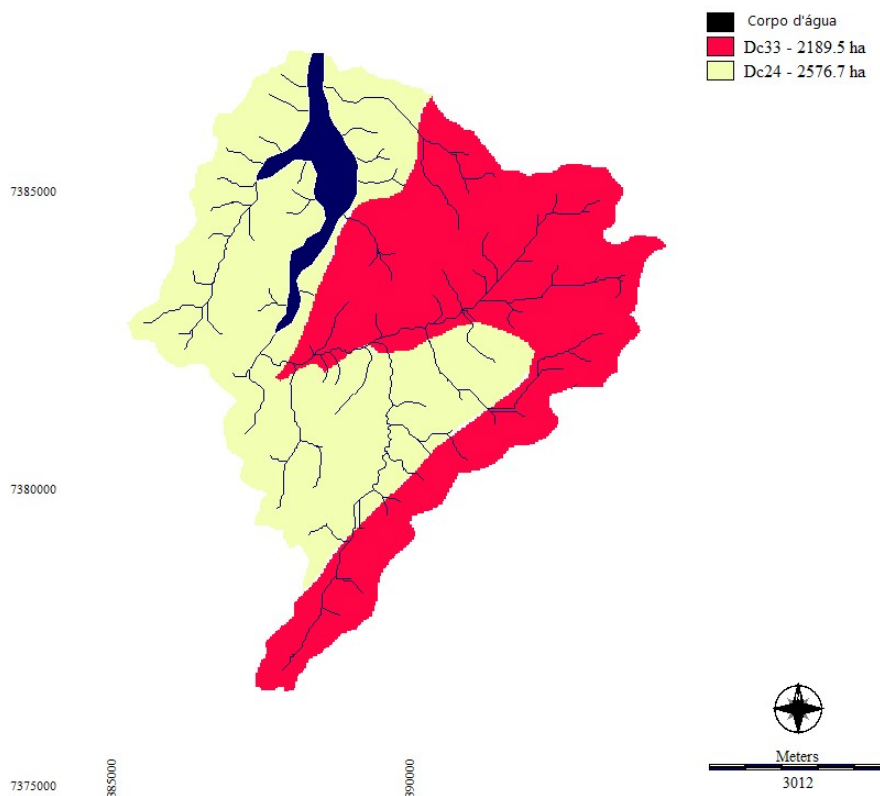 Corpo d'água
Dc33 - 2189.5 ha
Dc24 - 2576.7 ha
7385000
7380000
7375000
385000
390000
Meters
3012